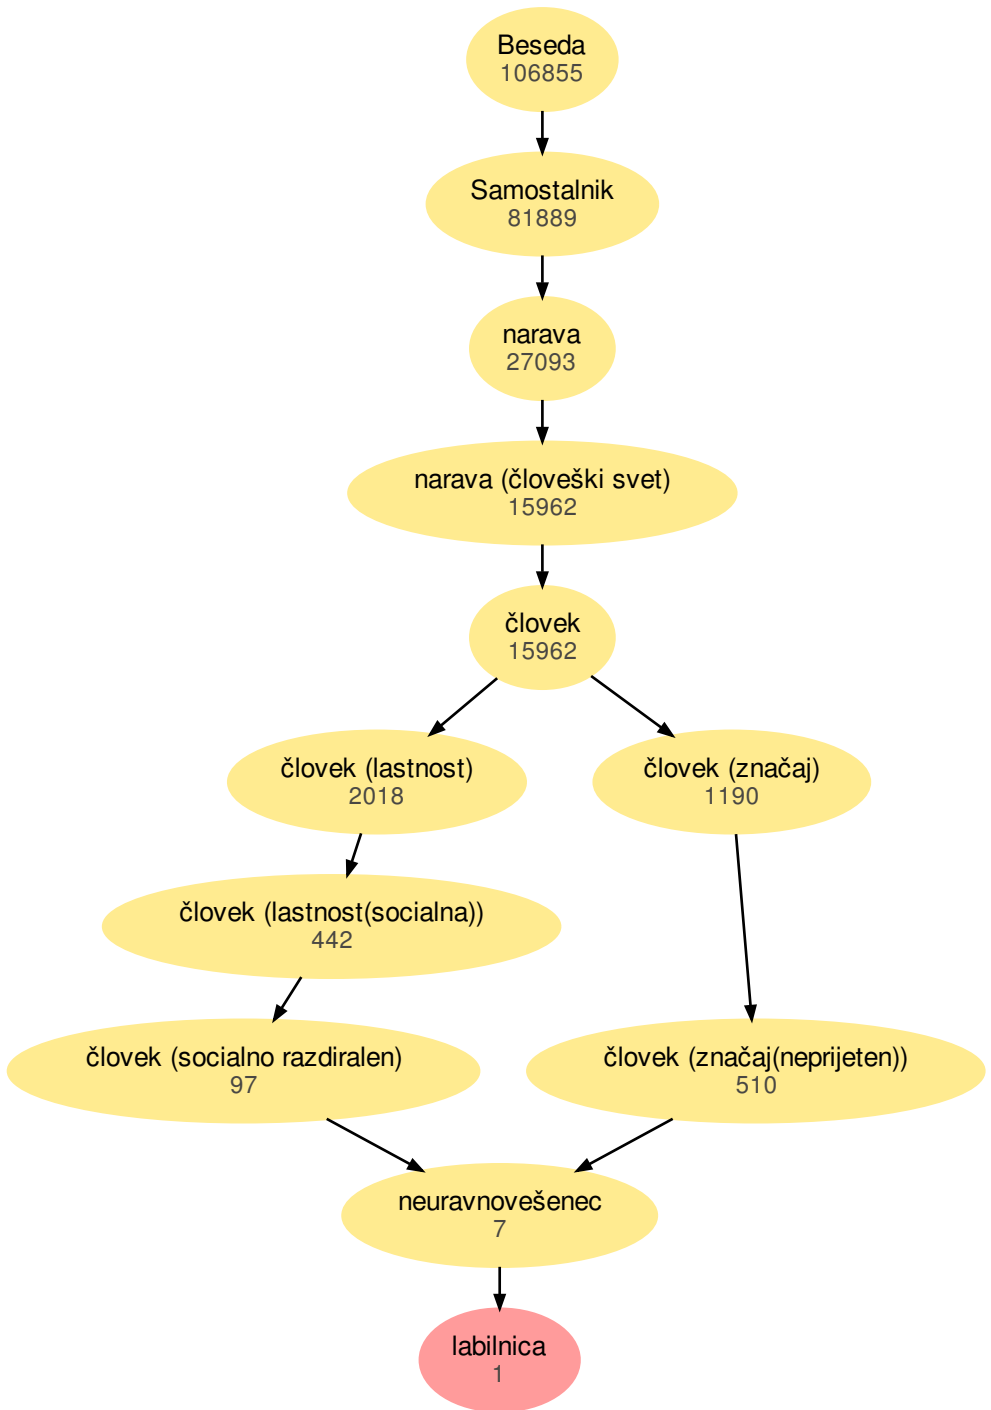 Beseda
106855
Samostalnik
81889
narava
27093
narava (človeški svet)
15962
človek
15962
človek (lastnost)
2018
človek (značaj)
1190
človek (lastnost(socialna))
442
človek (socialno razdiralen)
97
človek (značaj(neprijeten))
510
neuravnovešenec
7
labilnica
1